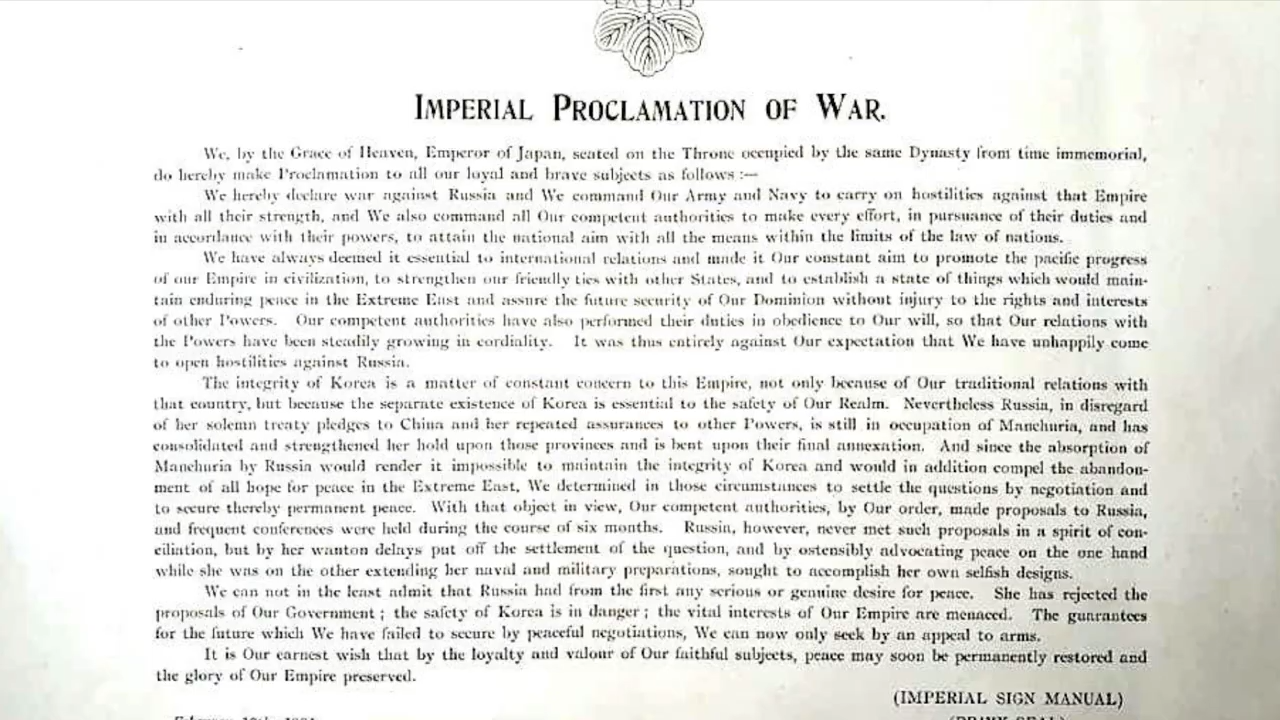 IMPERIAL PROCLAMATION OF WAR.
We, by the Grace of Heaven, Emperor of Japan, seated on the Throne occupied by the same Dynasty from time immemorial,
do hereby make Proclamation to all our loyal and brave subjects as follows :—
We hereby declare war against Russia and We command Our Army and Navy to carry on hostilities against that Empire
with all their strength, and We also command all Our competent authorities to make every effort, in pursuance of their duties and
in accordance with their powers, to attain the national aim with all the means within the limits of the law of nations.
We have always deemed it essential to international relations and made it Our constant aim to promote the pacific progress
of our Empire in civilization, to strengthen our friendly ties with other States, and to establish a state of things which would main-
tain enduring peace in the Extreme East and assure the future security of Our Dominion without injury to the rights and interests
of other Powers. Our competent authorities have also performed their duties in obedience to Our will, so that Our relations with
the Powers have been steadily growing in cordiality. It was thus entirely against Our expectation that We have unhappily come
to open hostilities against Russia.
The integrity of Korea is a matter of constant concern to this Empire, not only because of Our traditional relations with
that country, but because the separate existence of Korea is essential to the safety of Our Realm. Nevertheless Russia, in disregard
of her solemn treaty pledges to China and her repeated assurances to other Powers, is still in occupation of Manchuria, and has
consolidated and strengthened her hold upon those provinces and is bent upon their final annexation. And since the absorption of
Manchuria by Russia would render it impossible to maintain the integrity of Korea and would in addition compel the abandon-
ment of all hope for peace in the Extreme East, We determined in those circumstances to settle the questions by negotiation and
to secure thereby permanent peace. With that object in view, Our competent authorities, by Our order, made proposals to Russia,
and frequent conferences were held during the course of six months. Russia, however, never met such proposals in a spirit of con-
ciliation, but by her wanton delays put off the settlement of the question, and by ostensibly advocating peace on the one hand
while she was on the other extending her naval and military preparations, sought to accomplish her own selfish designs.
We can not in the least admit that Russia had from the first any serious or genuine desire for peace. She has rejected the
proposals of Our Government ; the safety of Korea is in danger ; the vital interests of Our Empire are menaced. The guarantees
for the future which We have failed to secure by peaceful negotiations, We can now only seek by an appeal to arms.
It is Our earnest wish that by the loyalty and valour of Our faithful subjects, peace may soon be permanently restored and
the glory of Our Empire preserved.
(IMPERIAL SIGN MANUAL)